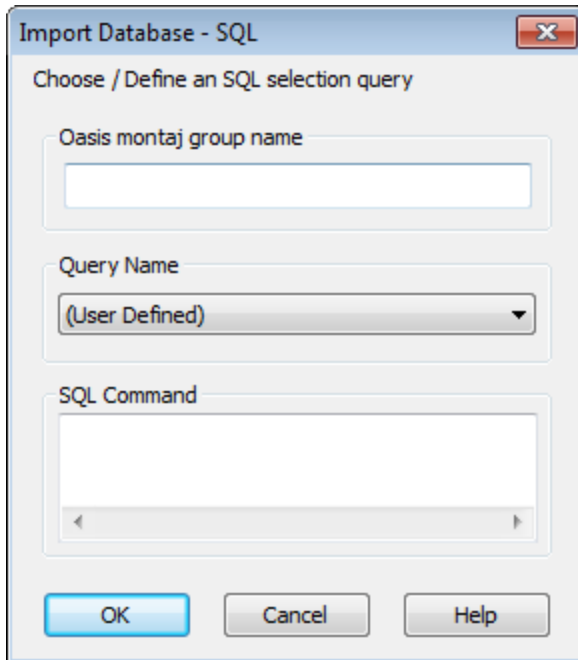 Import Database - SQL
Choose / Define an SQL selection query
Oasis montaj group name
Query Name
(User Defined)
SQL Command
OK Cancel Help